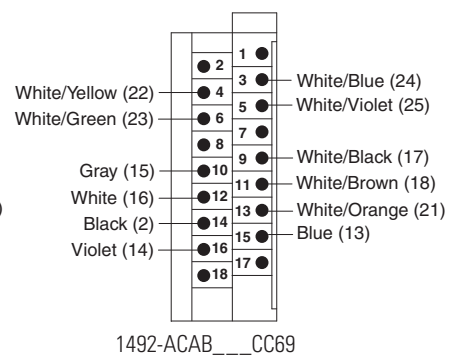 1
2
3 White/Blue (24)
White/Yellow (22) 4
5 White/Violet (25)
White/Green (23) 6
7
8
9 White/Black (17)
Gray (15) 10
11 White/Brown (18)
White (16) 12
13 White/Orange (21)
Black (2) 14
15 Blue (13)
Violet (14) 16
17
18
)
1492-ACAB___CC69